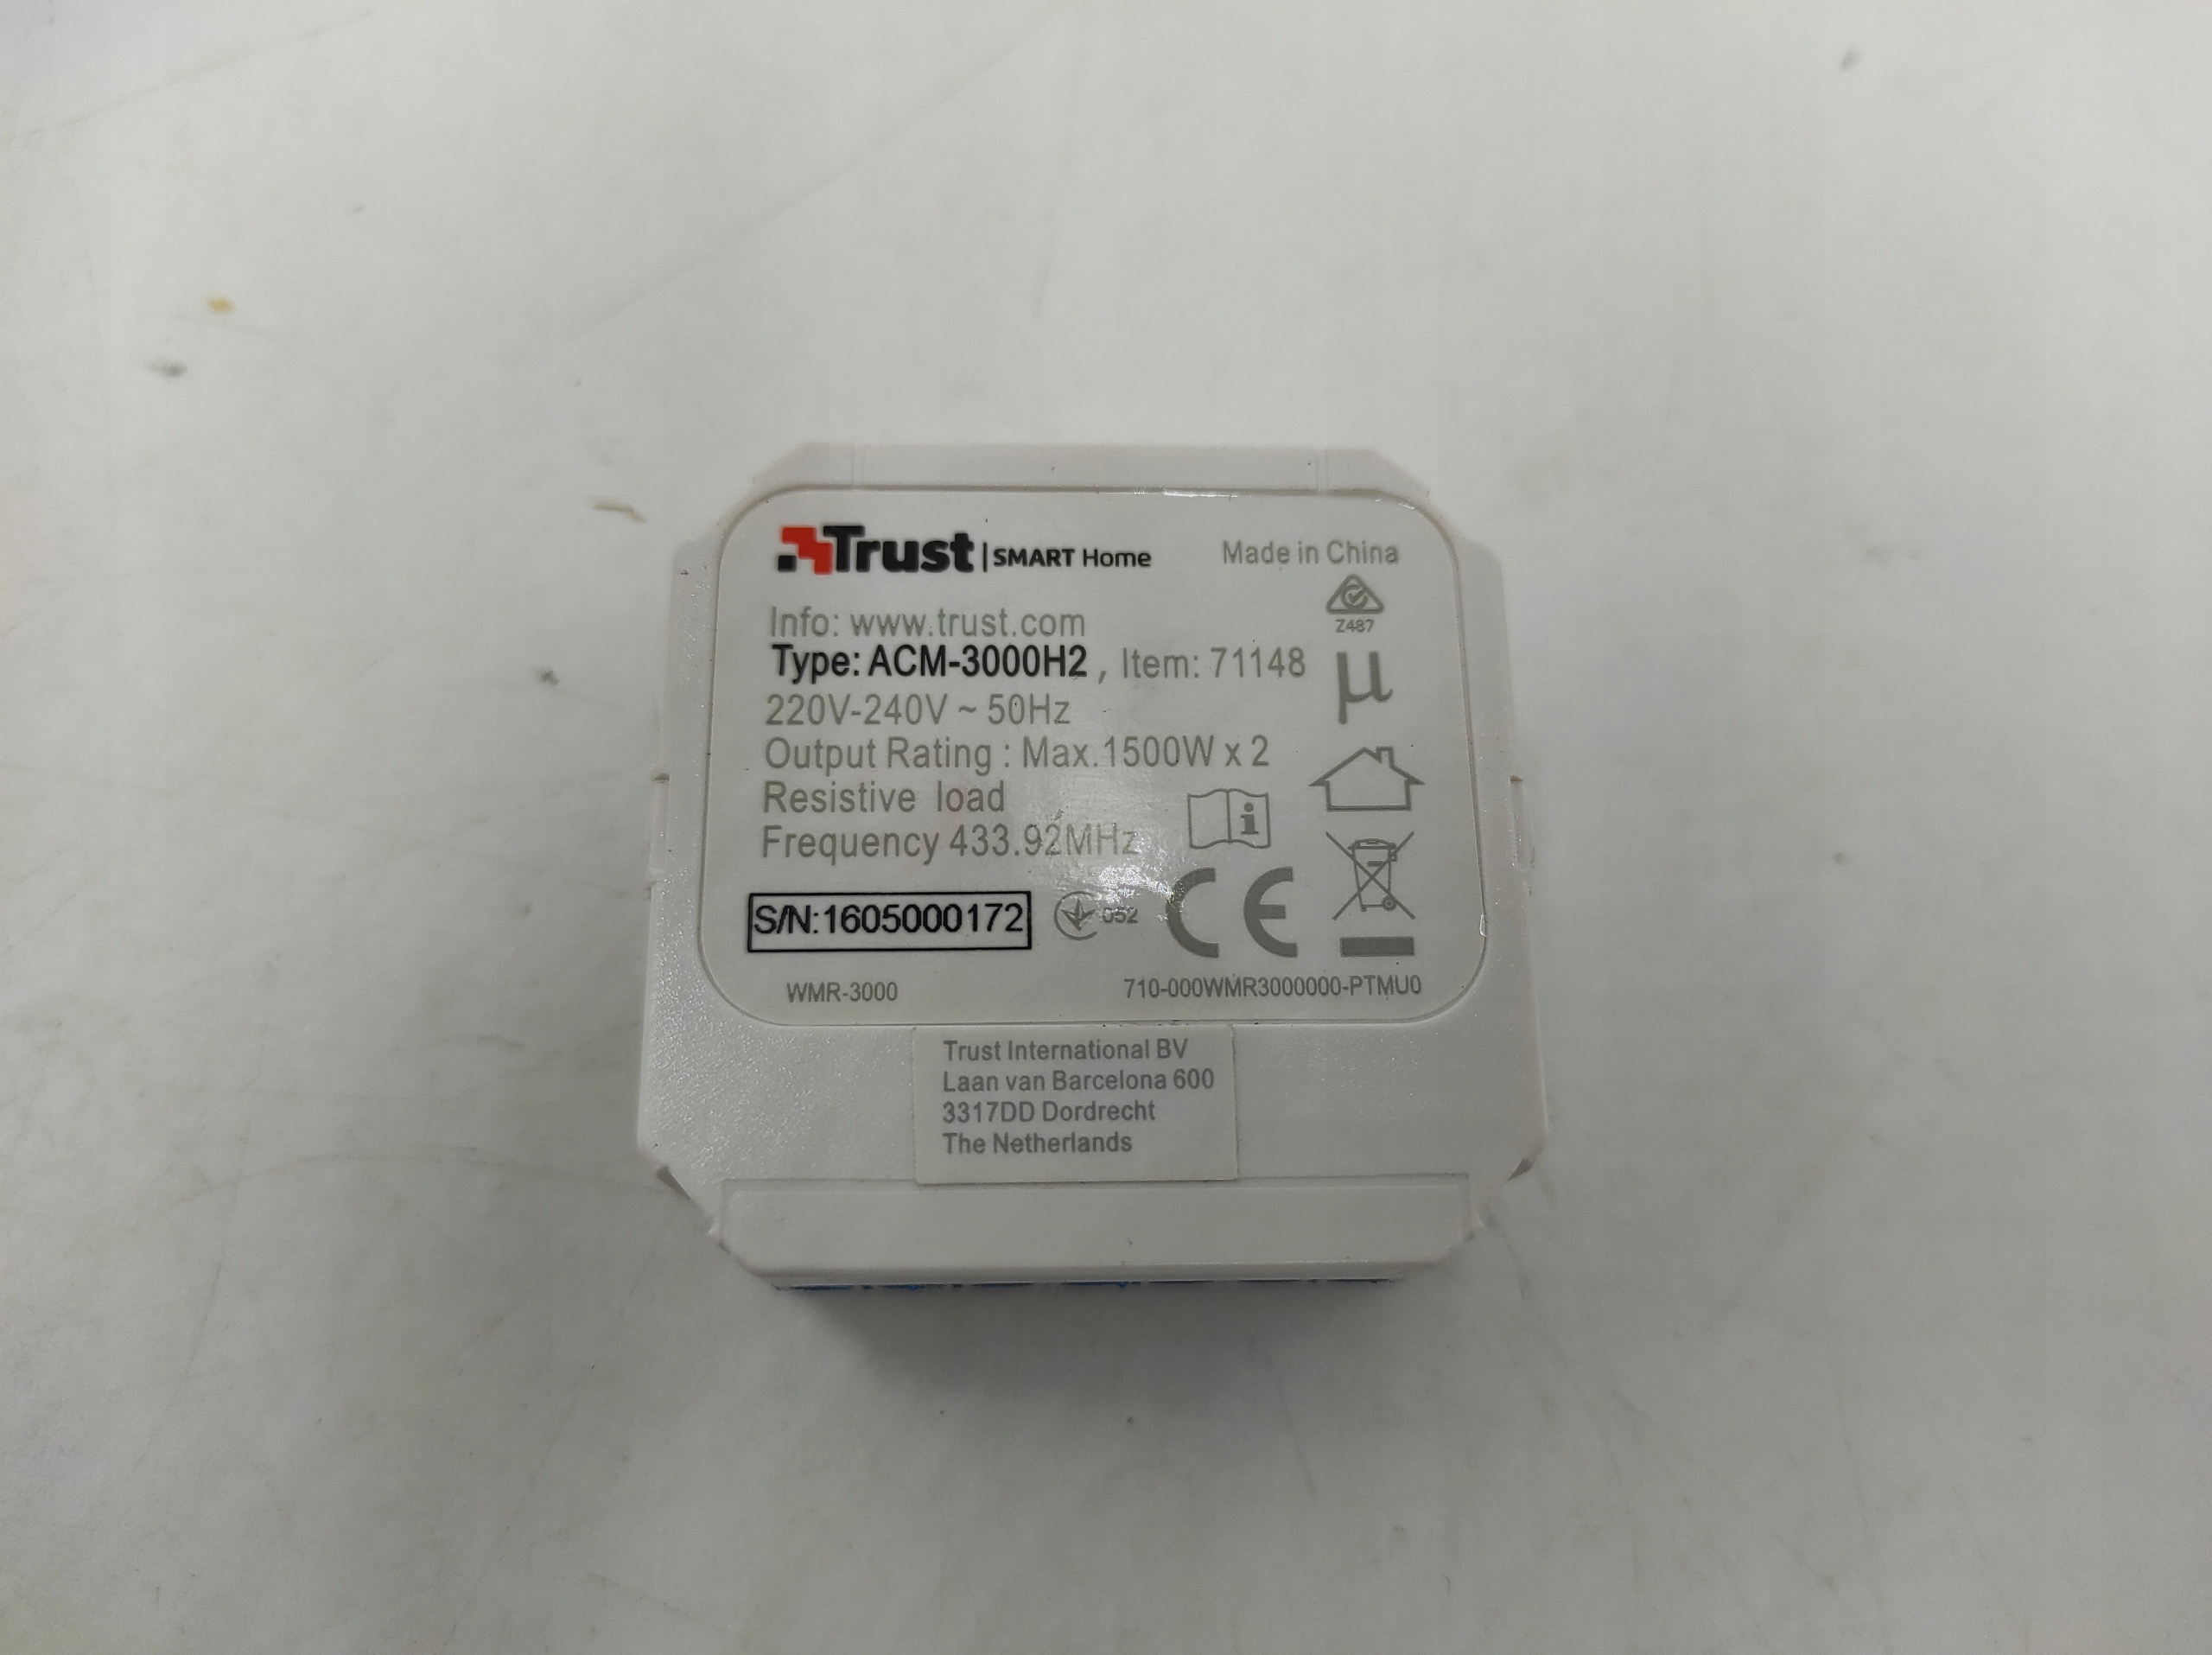 Trust | SMART Home Made in China
Z487
Info: www.trust.com
Type: ACM-3000H2 , Item: 71148
μ
220V-240V ~ 50Hz
Output Rating : Max.1500W x 2
Resistive load
Frequency 433.92MHz
S/N:1605000172 052 CE
WMR-3000 710-000WMR3000000-PTMU0
Trust International BV
Laan van Barcelona 600
3317DD Dordrecht
The Netherlands